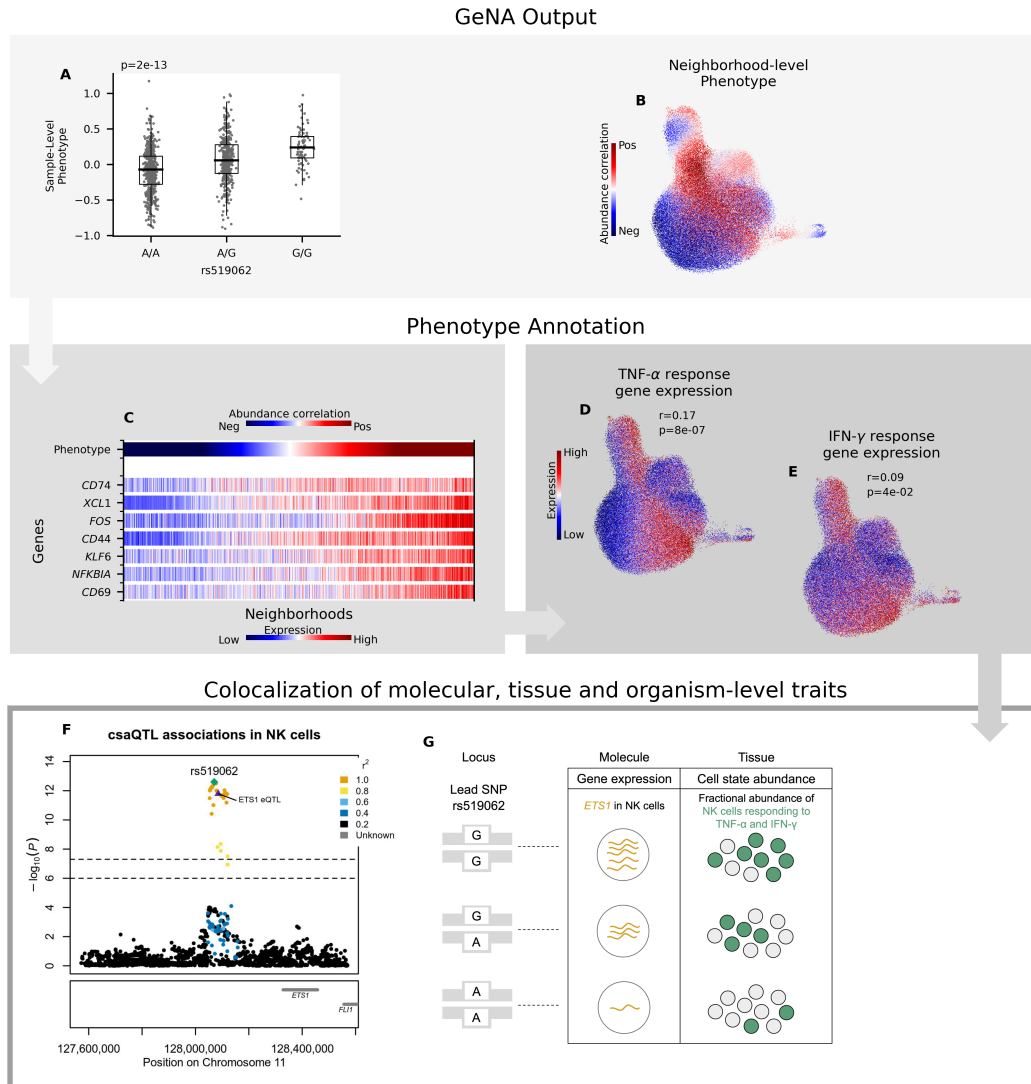 GeNA Output
A
p=2e-13
Sample-Level
Phenotype
1.0
0.5
0.0
−0.5
−1.0
A/A
A/G
G/G
rs519062
Neighborhood-level
Phenotype
B
Abundance correlation
Pos
Neg
Phenotype Annotation
C
Abundance correlation
Neg
Pos
Phenotype
Genes
CD74
XCL1
FOS
CD44
KLF6
NFKBIA
CD69
Neighborhoods
Expression
Low
High
TNF-α response
gene expression
D
r=0.17
p=8e-07
Expression
High
Low
IFN-γ response
gene expression
E
r=0.09
p=4e-02
Colocalization of molecular, tissue and organism-level traits
F
csaQTL associations in NK cells
−log10(P)
14
12
10
8
6
4
2
0
rs519062
ETS1 eQTL
r²
1.0
0.8
0.6
0.4
0.2
Unknown
ETS1
FLI1
127,600,000
128,000,000
128,400,000
Position on Chromosome 11
G
Locus
Molecule
Tissue
Gene expression
Cell state abundance
Lead SNP
rs519062
ETS1 in NK cells
Fractional abundance of
NK cells responding to
TNF-α and IFN-γ
G
G
G
A
A
A